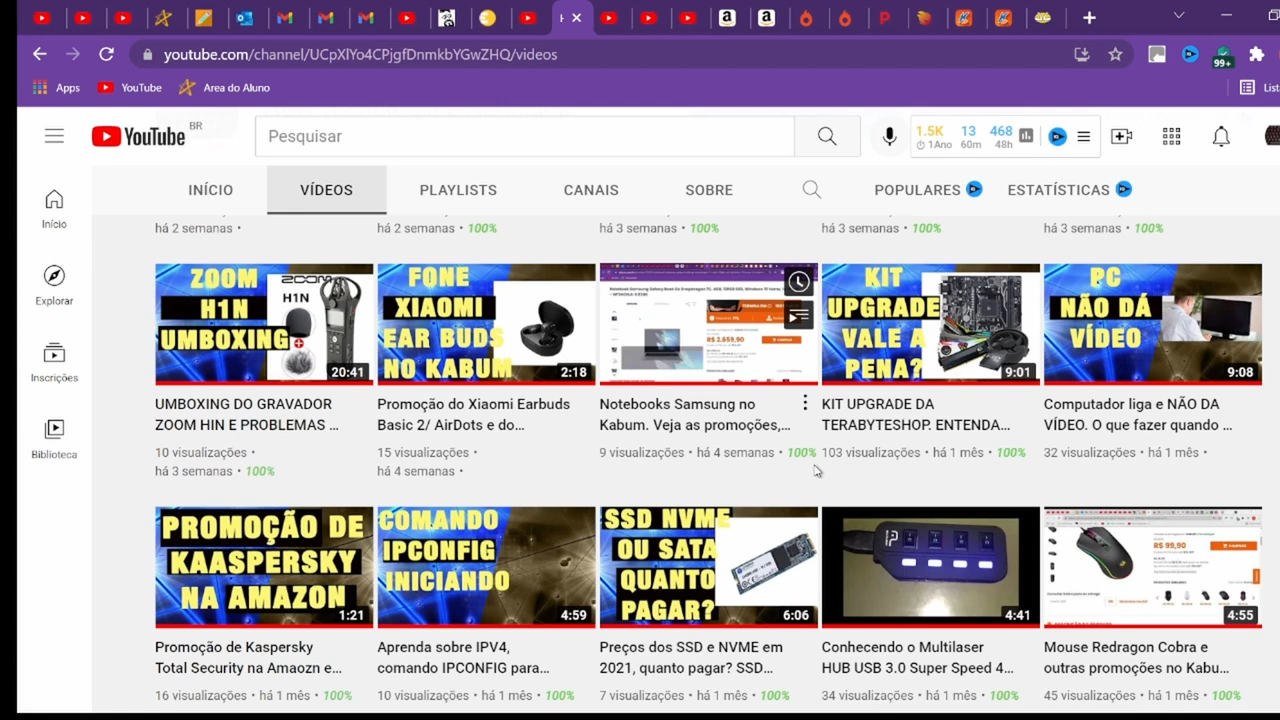 youtube.com/channel/UCpXlYo4CPjgfDnmkbYGwZHQ/videos
99+
Apps YouTube Area do Aluno
YouTube BR
Pesquisar
1.5K 13 468
1Ano 60m 48h
INÍCIO VÍDEOS PLAYLISTS CANAIS SOBRE POPULARES ESTATÍSTICAS
Início
Explorar
Inscrições
Biblioteca
há 2 semanas •
há 2 semanas • 100%
há 3 semanas • 100%
há 3 semanas • 100%
há 3 semanas • 100%
ZOOM
H1N
UMBOXING
ZOOM
H1N
20:41
UMBOXING DO GRAVADOR
ZOOM HIN E PROBLEMAS ...
10 visualizações •
há 3 semanas • 100%
FONE
XIAOMI
EAR BUDS
NO KABUM
2:18
Promoção do Xiaomi Earbuds
Basic 2/ AirDots e do...
15 visualizações •
há 4 semanas •
R$ 2.659,90
Notebooks Samsung no
Kabum. Veja as promoções,...
9 visualizações • há 4 semanas • 100%
KIT
UPGRADE
VALE A
PENA?
9:01
KIT UPGRADE DA
TERABYTESHOP. ENTENDA...
103 visualizações • há 1 mês • 100%
PC
NÃO DÁ
VÍDEO
9:08
Computador liga e NÃO DA
VÍDEO. O que fazer quando ...
32 visualizações • há 1 mês •
PROMOÇÃO DE
KAASPERSKY
NA AMAZON
1:21
Promoção de Kaspersky
Total Security na Amaozn e...
16 visualizações • há 1 mês • 100%
COMANDO
IPCONFIG
INICIANDO
4:59
Aprenda sobre IPV4,
comando IPCONFIG para...
10 visualizações • há 1 mês • 100%
SSD NVME
OU SATA
QUANTO
PAGAR?
6:06
Preços dos SSD e NVME em
2021, quanto pagar? SSD...
7 visualizações • há 1 mês • 100%
4:41
Conhecendo o Multilaser
HUB USB 3.0 Super Speed 4...
34 visualizações • há 1 mês • 100%
R$ 99,90
4:55
Mouse Redragon Cobra e
outras promoções no Kabu...
45 visualizações • há 1 mês • 100%